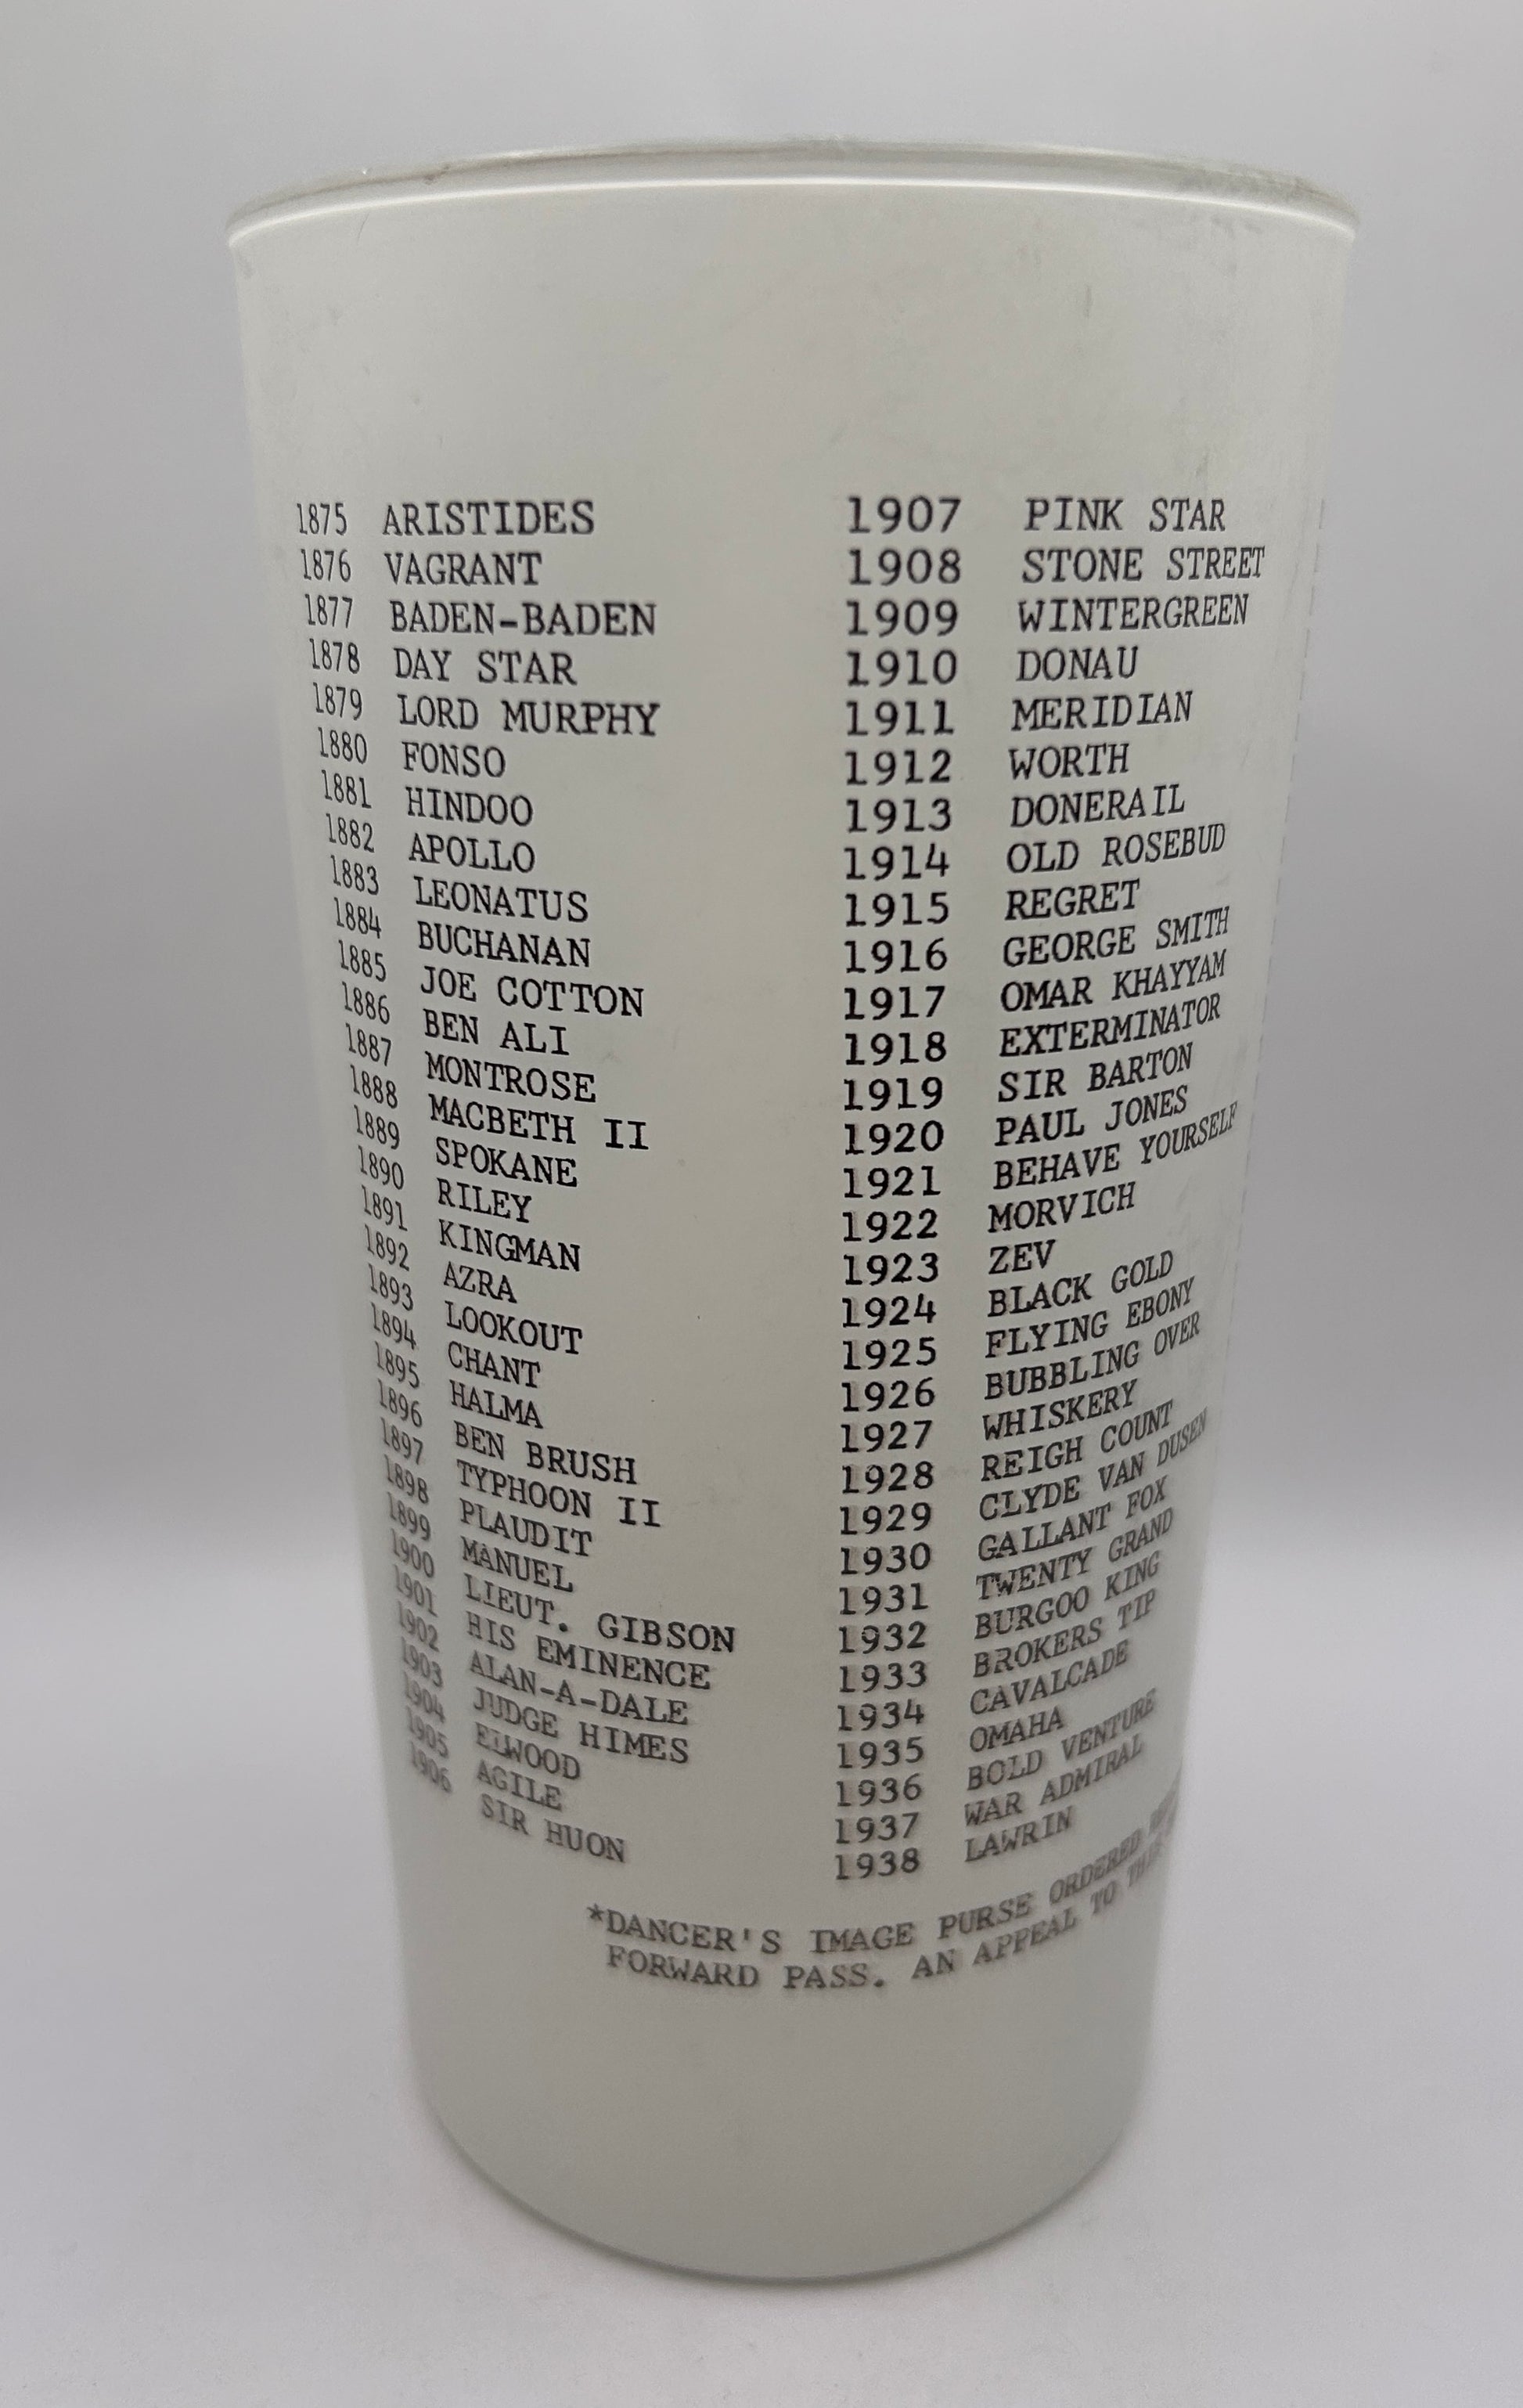 1875 ARISTIDES
1876 VAGRANT
1877 BADEN-BADEN
1878 DAY STAR
1879 LORD MURPHY
1880 FONSO
1881 HINDOO
1882 APOLLO
1883 LEONATUS
1884 BUCHANAN
1885 JOE COTTON
1886 BEN ALI
1887 MONTROSE
1888 MACBETH II
1889 SPOKANE
1890 RILEY
1891 KINGMAN
1892 AZRA
1893 LOOKOUT
1894 CHANT
1895 HALMA
1896 BEN BRUSH
1897 TYPHOON II
1898 PLAUDIT
1899 MANUEL
1900 LIEUT. GIBSON
1901 HIS EMINENCE
1902 ALAN-A-DALE
1903 JUDGE HIMES
1904 ELWOOD
1905 AGILE
1906 SIR HUON
1907 PINK STAR
1908 STONE STREET
1909 WINTERGREEN
1910 DONAU
1911 MERIDIAN
1912 WORTH
1913 DONERAIL
1914 OLD ROSEBUD
1915 REGRET
1916 GEORGE SMITH
1917 OMAR KHAYYAM
1918 EXTERMINATOR
1919 SIR BARTON
1920 PAUL JONES
1921 BEHAVE YOURSELF
1922 MORVICH
1923 ZEV
1924 BLACK GOLD
1925 FLYING EBONY
1926 BUBBLING OVER
1927 WHISKERY
1928 REIGH COUNT
1929 CLYDE VAN DUSEN
1930 GALLANT FOX
1931 TWENTY GRAND
1932 BURGOO KING
1933 BROKERS TIP
1934 CAVALCADE
1935 OMAHA
1936 BOLD VENTURE
1937 WAR ADMIRAL
1938 LAWRIN
*DANCER'S IMAGE PURSE ORDERED
FORWARD PASS. AN APPEAL TO